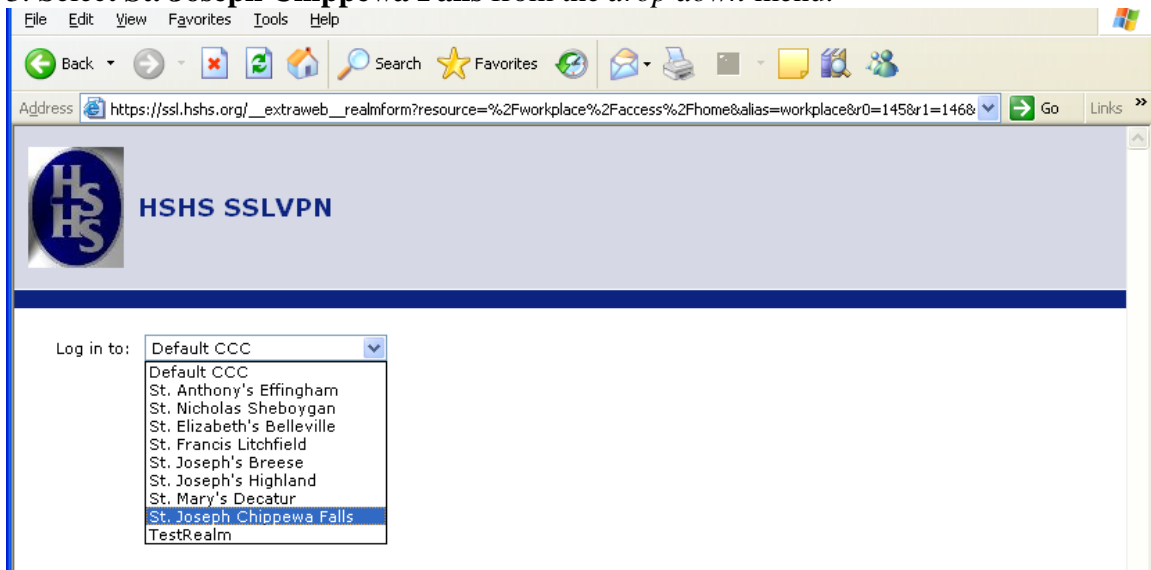 Select St. Joseph Chippewa Falls from the drop down menu.
File Edit View Favorites Tools Help
Back Search Favorites
Address https://ssl.hshs.org/__extraweb__realmform?resource=%2Fworkplace%2Faccess%2Fhome&alias=workplace&r0=145&r1=146& Go Links »
HSHS
HSHS SSLVPN
Log in to: Default CCC
Default CCC
St. Anthony's Effingham
St. Nicholas Sheboygan
St. Elizabeth's Belleville
St. Francis Litchfield
St. Joseph's Breese
St. Joseph's Highland
St. Mary's Decatur
St. Joseph Chippewa Falls
TestRealm